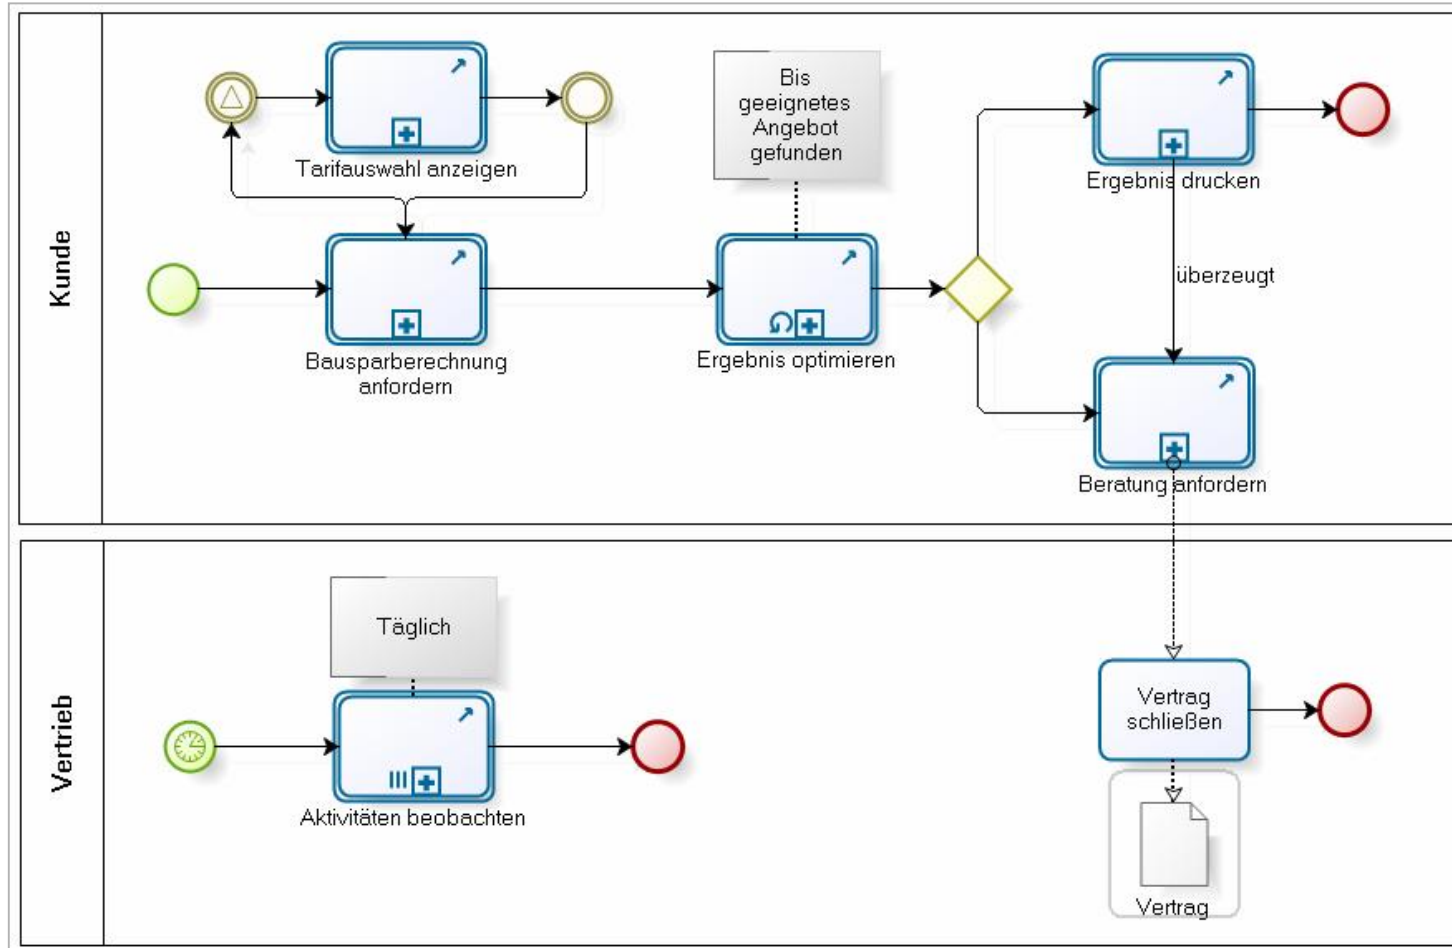 Kunde
Tarifauswahl anzeigen
Bis
geeignetes
Angebot
gefunden
Ergebnis drucken
Bausparberechnung
anfordern
Ergebnis optimieren
überzeugt
Beratung anfordern
Vertrieb
Täglich
Aktivitäten beobachten
Vertrag
schließen
Vertrag